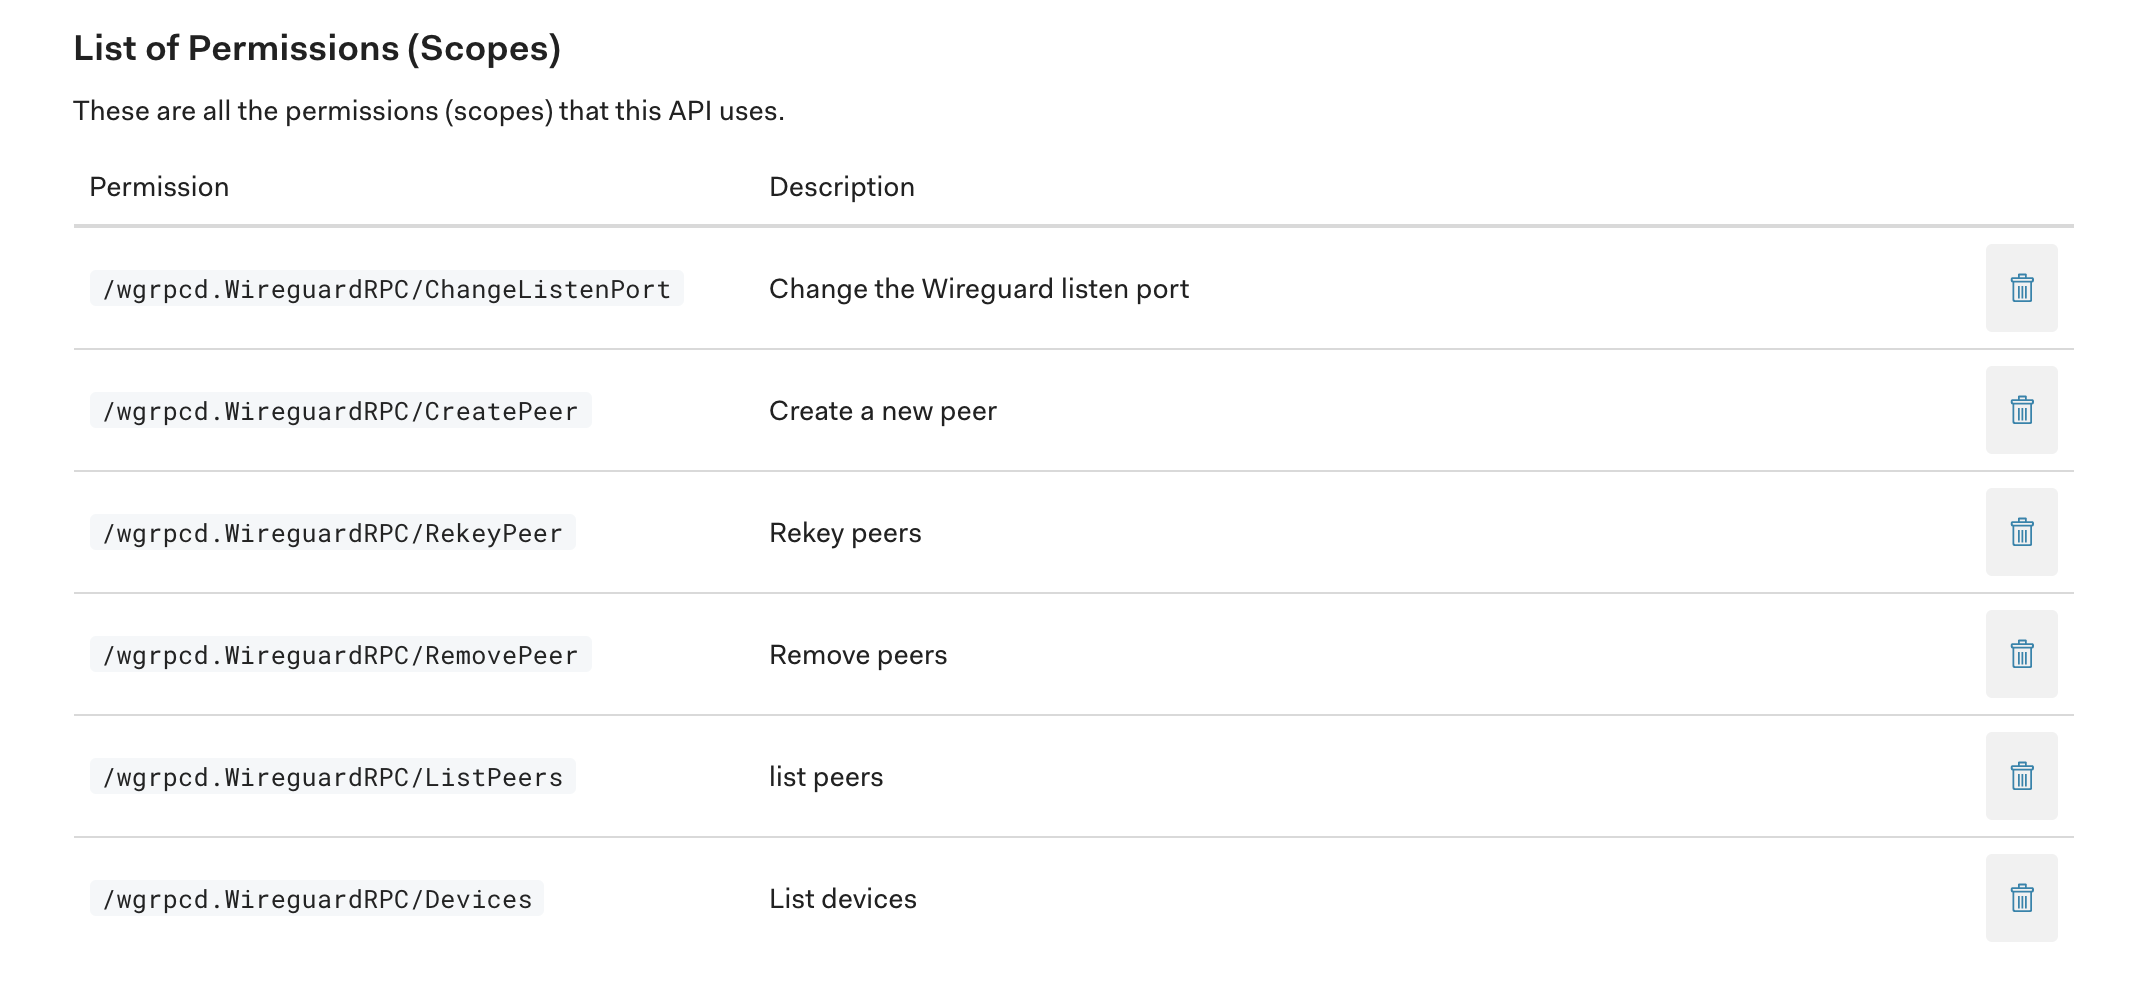 List of Permissions (Scopes)
These are all the permissions (scopes) that this API uses.
Permission Description
/wgrpcd.WireguardRPC/ChangeListenPort Change the Wireguard listen port
/wgrpcd.WireguardRPC/CreatePeer Create a new peer
/wgrpcd.WireguardRPC/RekeyPeer Rekey peers
/wgrpcd.WireguardRPC/RemovePeer Remove peers
/wgrpcd.WireguardRPC/ListPeers list peers
/wgrpcd.WireguardRPC/Devices List devices